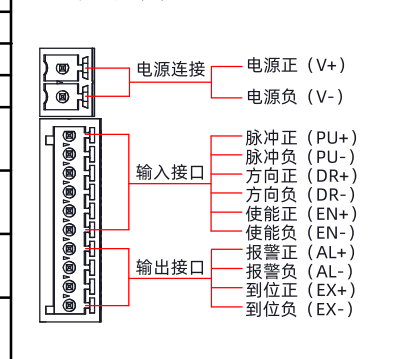 电源连接
电源正（V+）
电源负（V-）
输入接口
脉冲正（PU+）
脉冲负（PU-）
方向正（DR+）
方向负（DR-）
使能正（EN+）
使能负（EN-）
输出接口
报警正（AL+）
报警负（AL-）
到位正（EX+）
到位负（EX-）